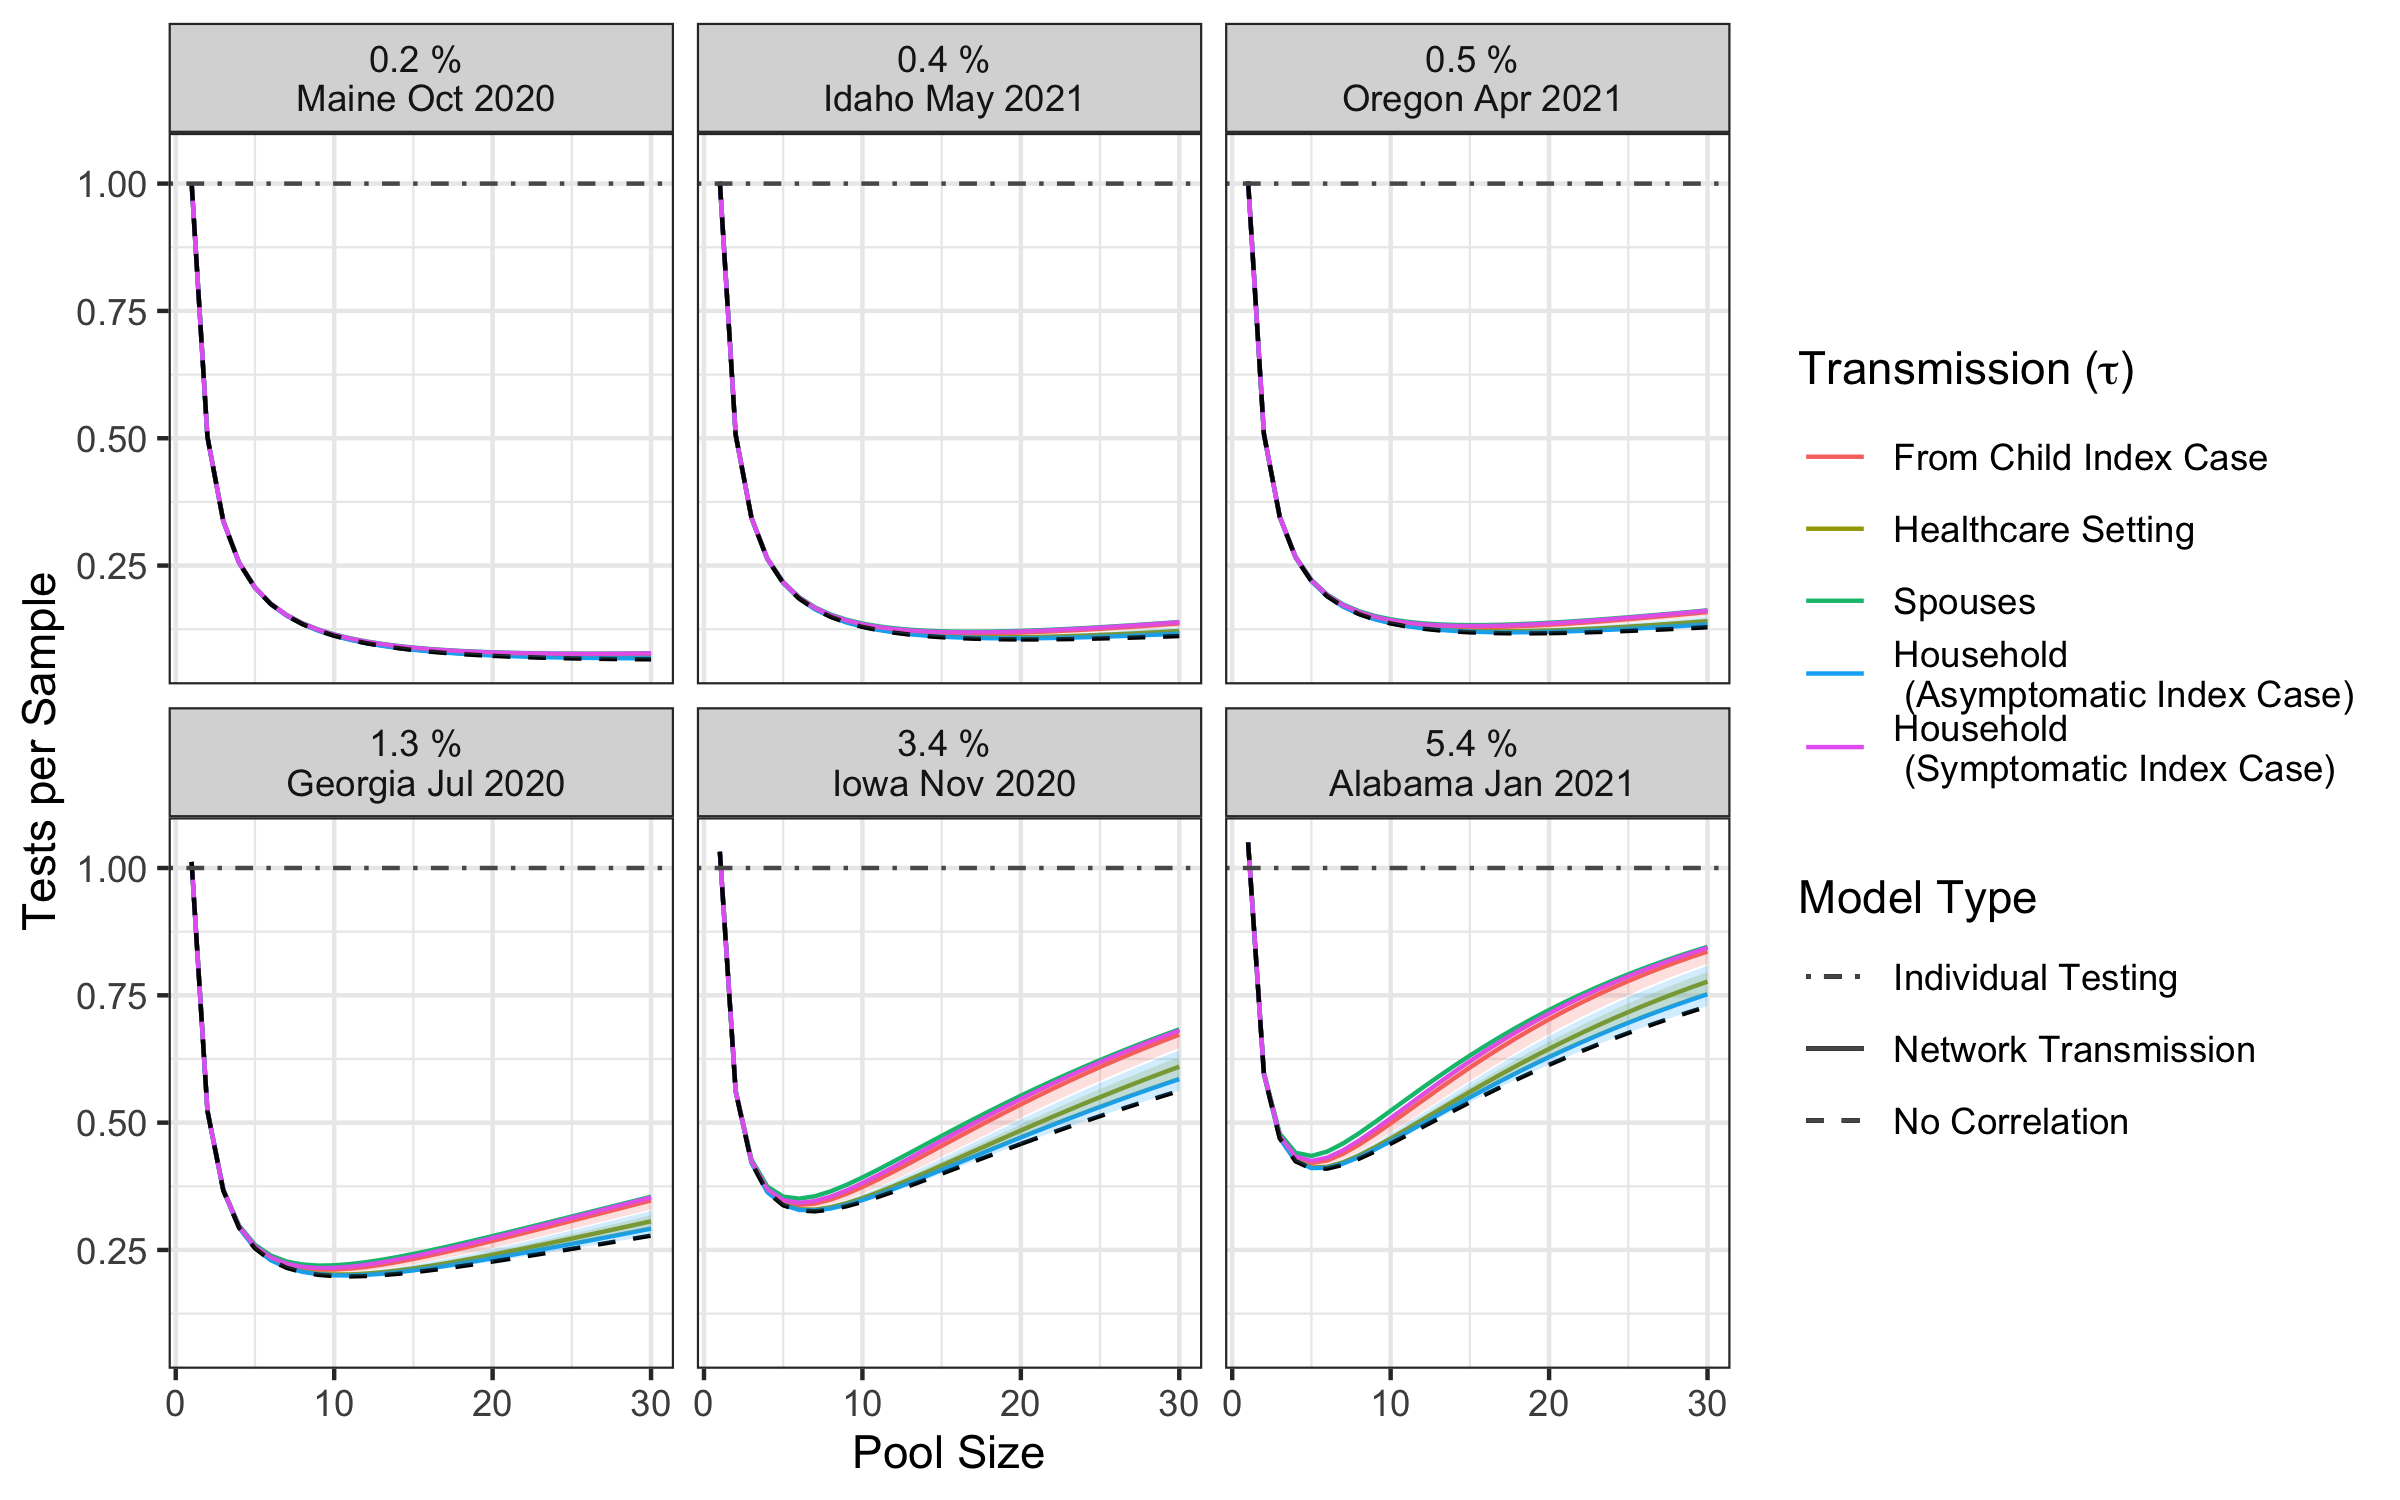 0.2 %
Maine Oct 2020
0.4 %
Idaho May 2021
0.5 %
Oregon Apr 2021
1.00
0.75
0.50
0.25
1.3 %
Georgia Jul 2020
3.4 %
Iowa Nov 2020
5.4 %
Alabama Jan 2021
1.00
0.75
0.50
0.25
0 10 20 30
0 10 20 30
0 10 20 30
Pool Size
Tests per Sample
Transmission (τ)
From Child Index Case
Healthcare Setting
Spouses
Household
(Asymptomatic Index Case)
Household
(Symptomatic Index Case)
Model Type
Individual Testing
Network Transmission
No Correlation